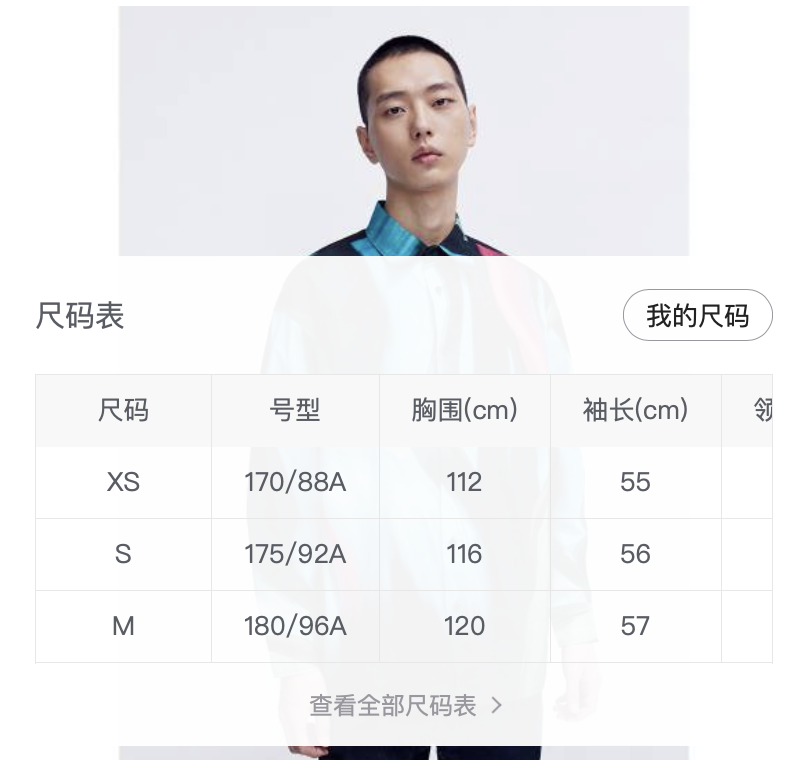 尺码表 我的尺码
尺码 号型 胸围(cm) 袖长(cm)
XS 170/88A 112 55
S 175/92A 116 56
M 180/96A 120 57
查看全部尺码表 >